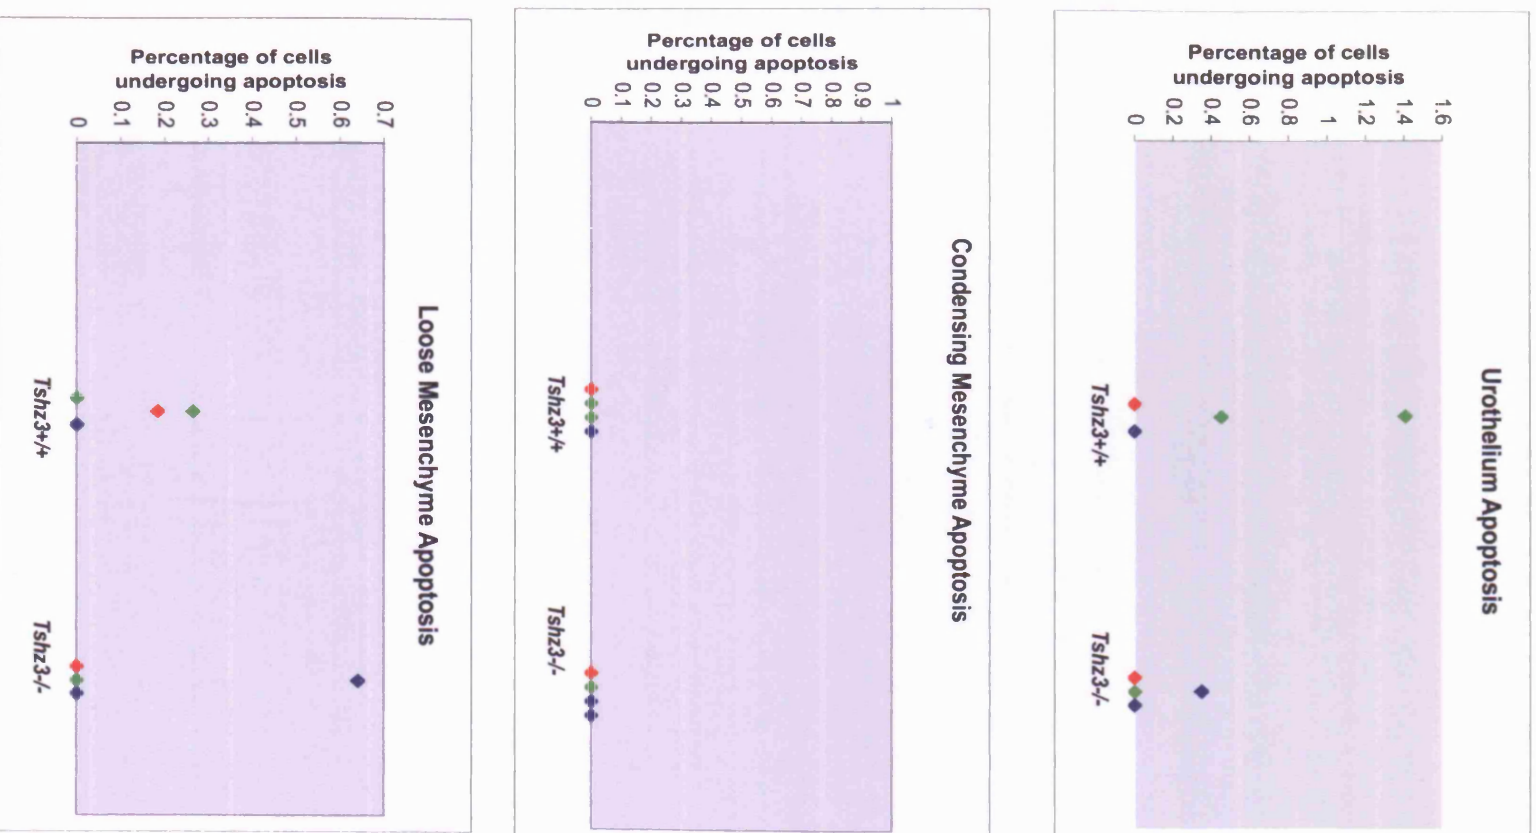 Urothelium Apoptosis
Percentage of cells
undergoing apoptosis
1.6
1.4
1.2
1
0.8
0.6
0.4
0.2
0
Tshz3+/+
Tshz3-/-
Condensing Mesenchyme Apoptosis
Percntage of cells
undergoing apoptosis
1
0.9
0.8
0.7
0.6
0.5
0.4
0.3
0.2
0.1
0
Tshz3+/+
Tshz3-/-
Loose Mesenchyme Apoptosis
Percentage of cells
undergoing apoptosis
0.7
0.6
0.5
0.4
0.3
0.2
0.1
0
Tshz3+/+
Tshz3-/-